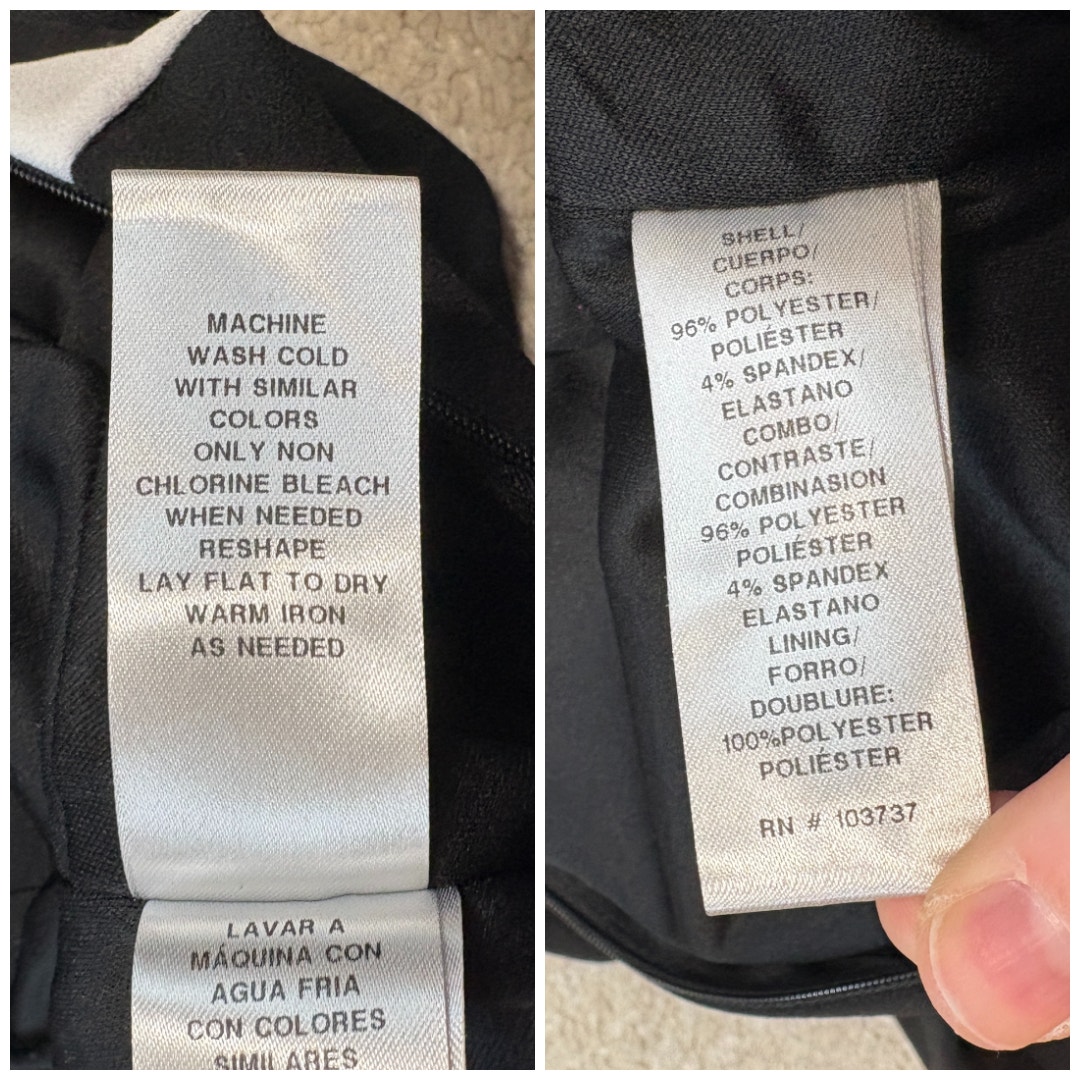 MACHINE
WASH COLD
WITH SIMILAR
COLORS
ONLY NON
CHLORINE BLEACH
WHEN NEEDED
RESHAPE
LAY FLAT TO DRY
WARM IRON
AS NEEDED
LAVAR A
MÁQUINA CON
AGUA FRIA
CON COLORES
SIMILARES
SHELL/
CUERPO/
CORPS:
96% POLYESTER/
POLIÉSTER
4% SPANDEX/
ELASTANO
COMBO/
CONTRASTE/
COMBINASION
96% POLYESTER
POLIÉSTER
4% SPANDEX
ELASTANO
LINING/
FORRO/
DOUBLURE:
100%POLYESTER
POLIÉSTER
RN # 103737